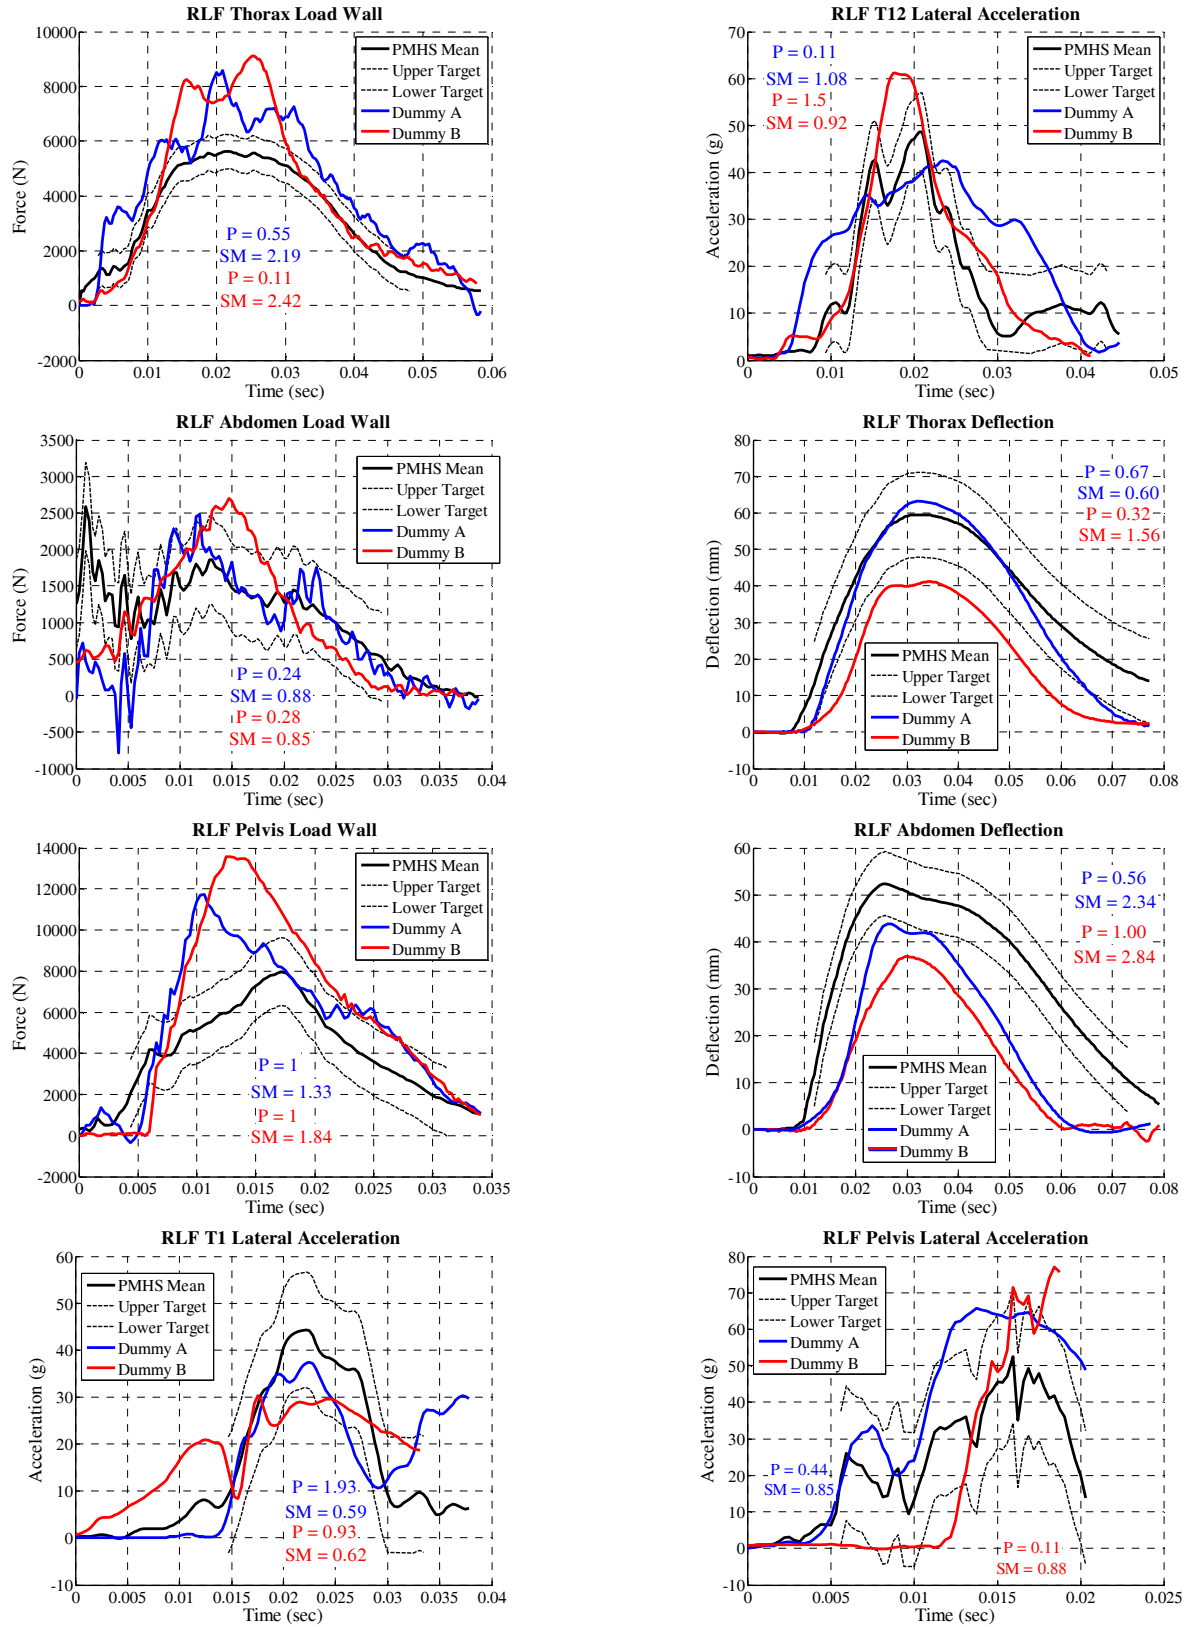 RLF Thorax Load Wall
10000
8000
6000
4000
2000
0
-2000
Force (N)
PMHS Mean
Upper Target
Lower Target
Dummy A
Dummy B
P = 0.55
SM = 2.19
P = 0.11
SM = 2.42
0
0.01
0.02
0.03
0.04
0.05
0.06
Time (sec)
RLF T12 Lateral Acceleration
70
60
50
40
30
20
10
0
Acceleration (g)
P = 0.11
SM = 1.08
P = 1.5
SM = 0.92
PMHS Mean
Upper Target
Lower Target
Dummy A
Dummy B
0
0.01
0.02
0.03
0.04
0.05
Time (sec)
RLF Abdomen Load Wall
3500
3000
2500
2000
1500
1000
500
0
-500
-1000
Force (N)
PMHS Mean
Upper Target
Lower Target
Dummy A
Dummy B
P = 0.24
SM = 0.88
P = 0.28
SM = 0.85
0
0.005
0.01
0.015
0.02
0.025
0.03
0.035
0.04
Time (sec)
RLF Thorax Deflection
80
70
60
50
40
30
20
10
0
-10
Deflection (mm)
P = 0.67
SM = 0.60
P = 0.32
SM = 1.56
PMHS Mean
Upper Target
Lower Target
Dummy A
Dummy B
0
0.01
0.02
0.03
0.04
0.05
0.06
0.07
0.08
Time (sec)
RLF Pelvis Load Wall
14000
12000
10000
8000
6000
4000
2000
0
-2000
Force (N)
PMHS Mean
Upper Target
Lower Target
Dummy A
Dummy B
P = 1
SM = 1.33
P = 1
SM = 1.84
0
0.005
0.01
0.015
0.02
0.025
0.03
0.035
Time (sec)
RLF Abdomen Deflection
60
50
40
30
20
10
0
-10
Deflection (mm)
P = 0.56
SM = 2.34
P = 1.00
SM = 2.84
PMHS Mean
Upper Target
Lower Target
Dummy A
Dummy B
0
0.01
0.02
0.03
0.04
0.05
0.06
0.07
0.08
Time (sec)
RLF T1 Lateral Acceleration
60
50
40
30
20
10
0
-10
Acceleration (g)
PMHS Mean
Upper Target
Lower Target
Dummy A
Dummy B
P = 1.93
SM = 0.59
P = 0.93
SM = 0.62
0
0.005
0.01
0.015
0.02
0.025
0.03
0.035
0.04
Time (sec)
RLF Pelvis Lateral Acceleration
80
70
60
50
40
30
20
10
0
-10
Acceleration (g)
PMHS Mean
Upper Target
Lower Target
Dummy A
Dummy B
P = 0.44
SM = 0.85
P = 0.11
SM = 0.88
0
0.005
0.01
0.015
0.02
0.025
Time (sec)